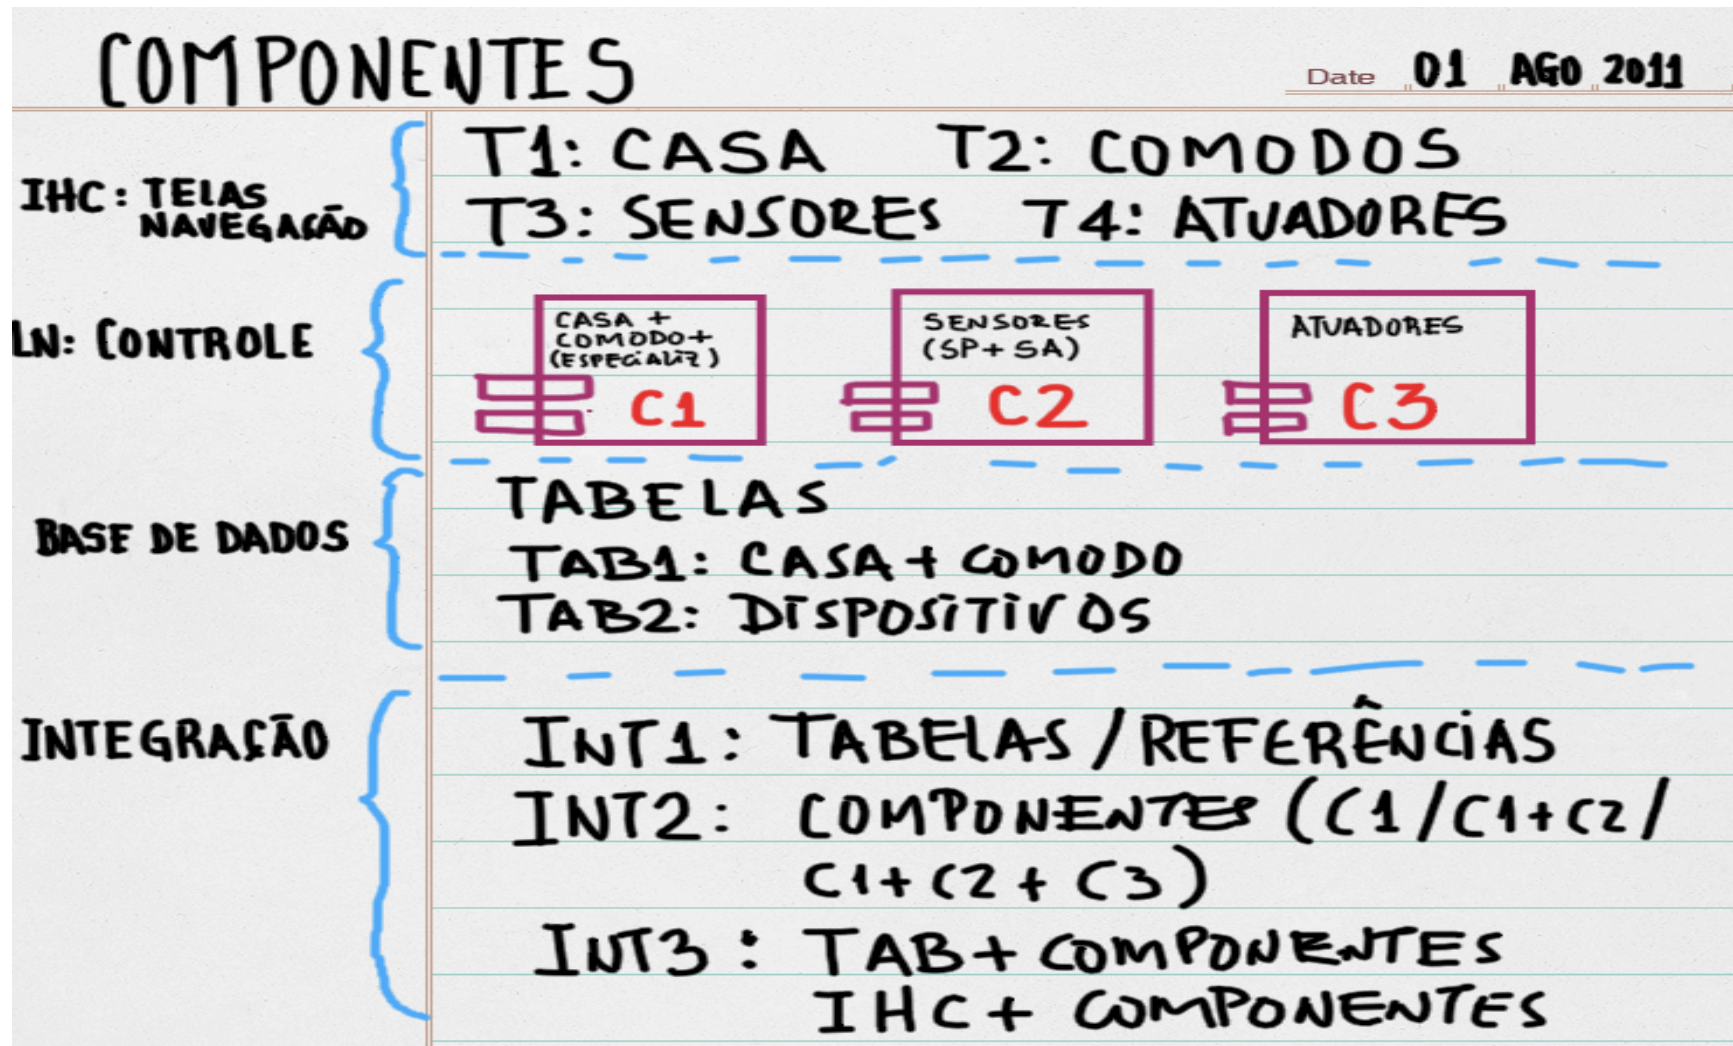 COMPONENTES
Date 01 AGO 2011
IHC: TELAS
NAVEGAÇÃO
T1: CASA T2: COMODOS
T3: SENSORES T4: ATUADORES
LN: CONTROLE
CASA +
COMODO+
(ESPECIALIZ)
C1
SENSORES
(SP+SA)
C2
ATUADORES
C3
BASE DE DADOS
TABELAS
TAB1: CASA + COMODO
TAB2: DISPOSITIVOS
INTEGRAÇÃO
INT1: TABELAS/REFERÊNCIAS
INT2: COMPONENTES (C1/C1+C2/
C1+C2+C3)
INT3: TAB+COMPONENTES
IHC+COMPONENTES